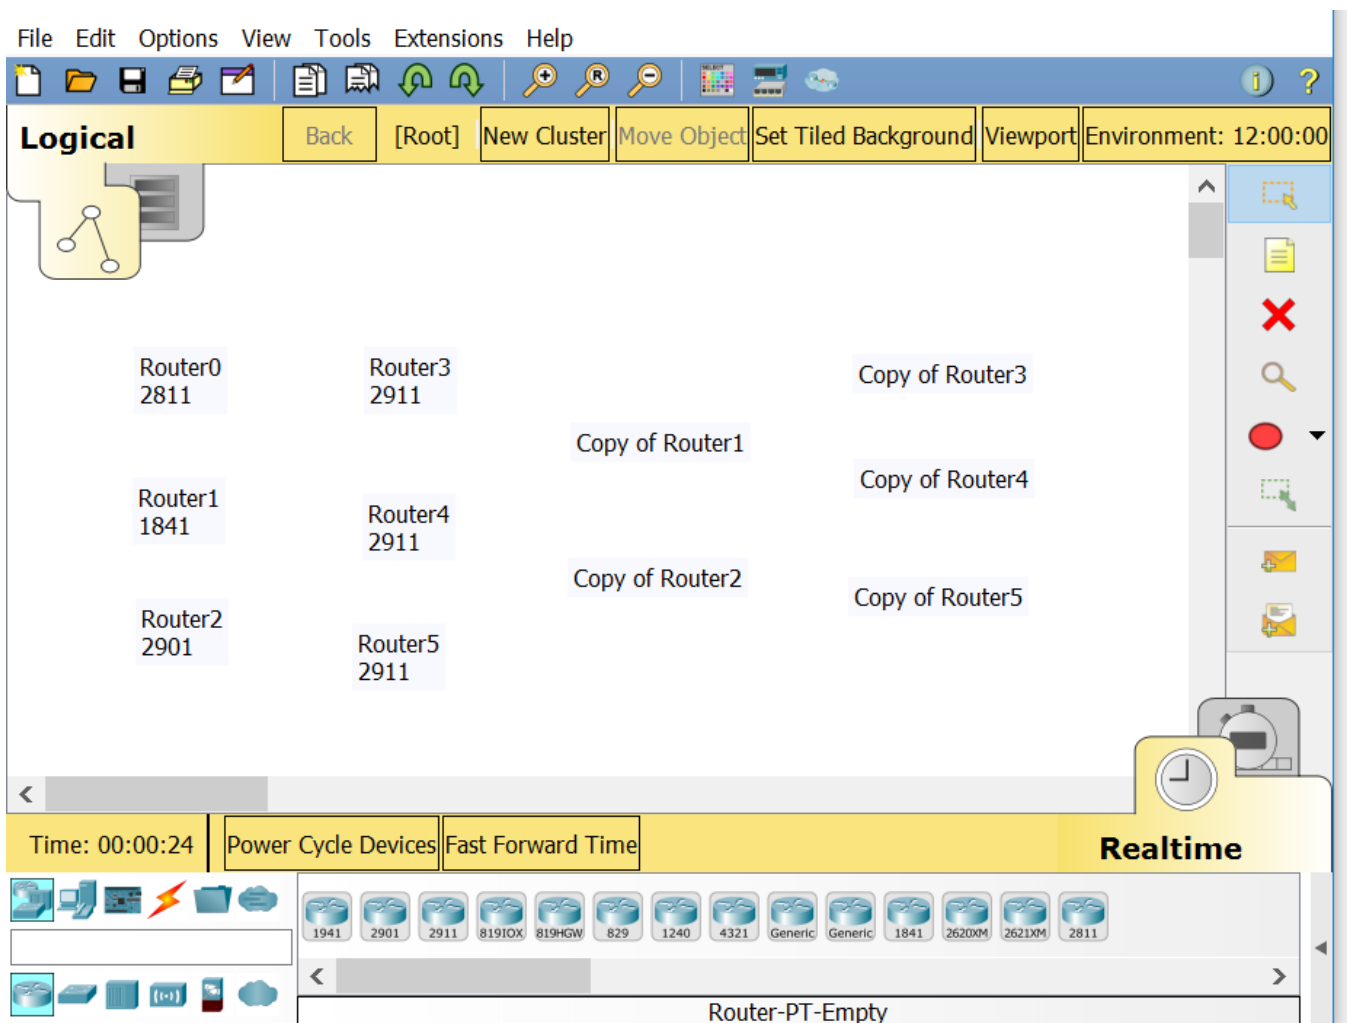 File Edit Options View Tools Extensions Help
SELECT
Logical
Back [Root] New Cluster Move Object Set Tiled Background Viewport Environment: 12:00:00
Router0
2811
Router3
2911
Copy of Router3
Copy of Router1
Copy of Router4
Router1
1841
Router4
2911
Copy of Router2
Copy of Router5
Router2
2901
Router5
2911
Time: 00:00:24 Power Cycle Devices Fast Forward Time
Realtime
1941 2901 2911 819IOX 819HGW 829 1240 4321 Generic Generic 1841 2620XM 2621XM 2811
Router-PT-Empty